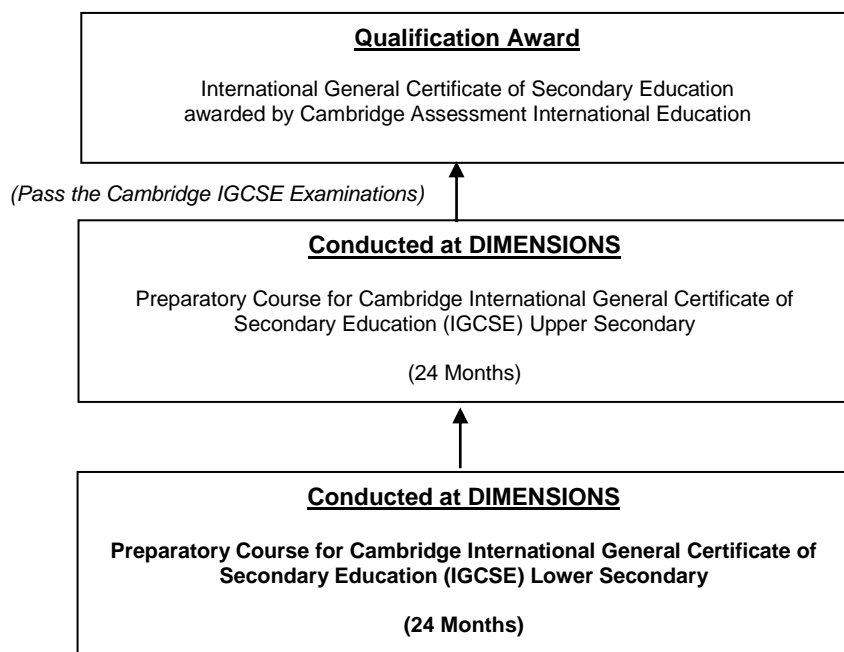 Qualification Award
International General Certificate of Secondary Education
awarded by Cambridge Assessment International Education
(Pass the Cambridge IGCSE Examinations)
Conducted at DIMENSIONS
Preparatory Course for Cambridge International General Certificate of
Secondary Education (IGCSE) Upper Secondary
(24 Months)
Conducted at DIMENSIONS
Preparatory Course for Cambridge International General Certificate of
Secondary Education (IGCSE) Lower Secondary
(24 Months)